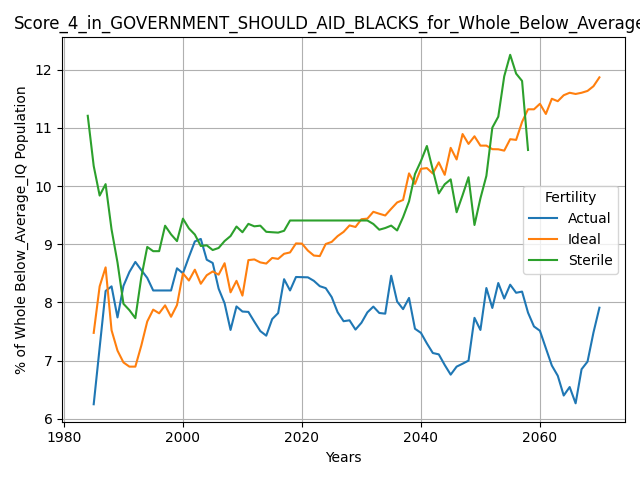 Score_4_in_GOVERNMENT_SHOULD_AID_BLACKS_for_Whole_Below_Average
% of Whole Below_Average_IQ Population
12
11
10
9
8
7
6
Fertility
Actual
Ideal
Sterile
1980
2000
2020
2040
2060
Years